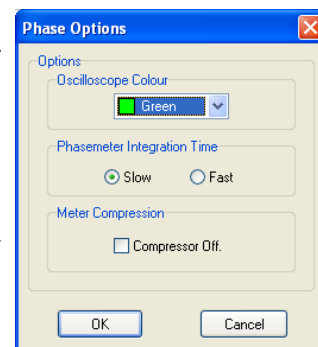 Phase Options
Options
Oscilloscope Colour
Green
Phasemeter Integration Time
Slow Fast
Meter Compression
Compressor Off.
OK Cancel